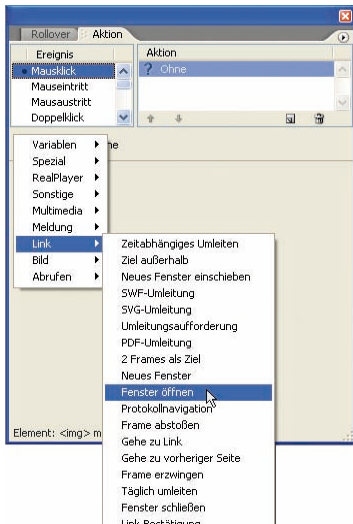 Rollover Aktion
Ereignis Aktion
Mausklick ? Ohne
Mauseintritt
Mausaustritt
Doppelklick
Variablen ne
Spezial
RealPlayer
Sonstige
Multimedia
Meldung
Link Zeitabhängiges Umleiten
Bild Ziel außerhalb
Abrufen Neues Fenster einschieben
SWF-Umleitung
SVG-Umleitung
Umleitungsaufforderung
PDF-Umleitung
2 Frames als Ziel
Neues Fenster
Fenster öffnen
Protokollnavigation
Element: <img> m Frame abstoßen
Gehe zu Link
Gehe zu vorheriger Seite
Frame erzwingen
Täglich umleiten
Fenster schließen
Link-Bestätigung